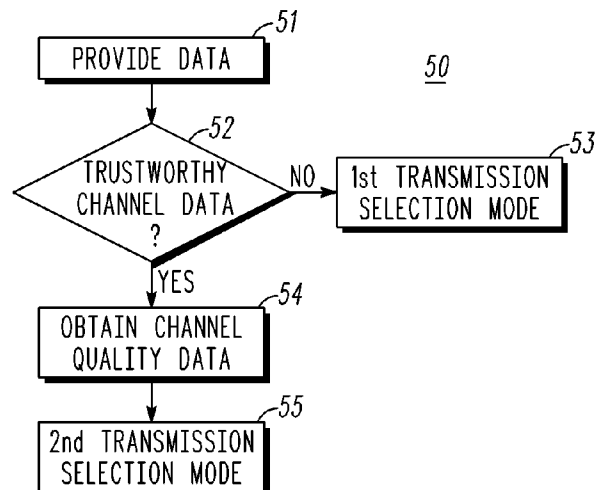 51
PROVIDE DATA
50
52
TRUSTWORTHY
CHANNEL DATA
?
NO
53
1st TRANSMISSION
SELECTION MODE
YES
54
OBTAIN CHANNEL
QUALITY DATA
55
2nd TRANSMISSION
SELECTION MODE